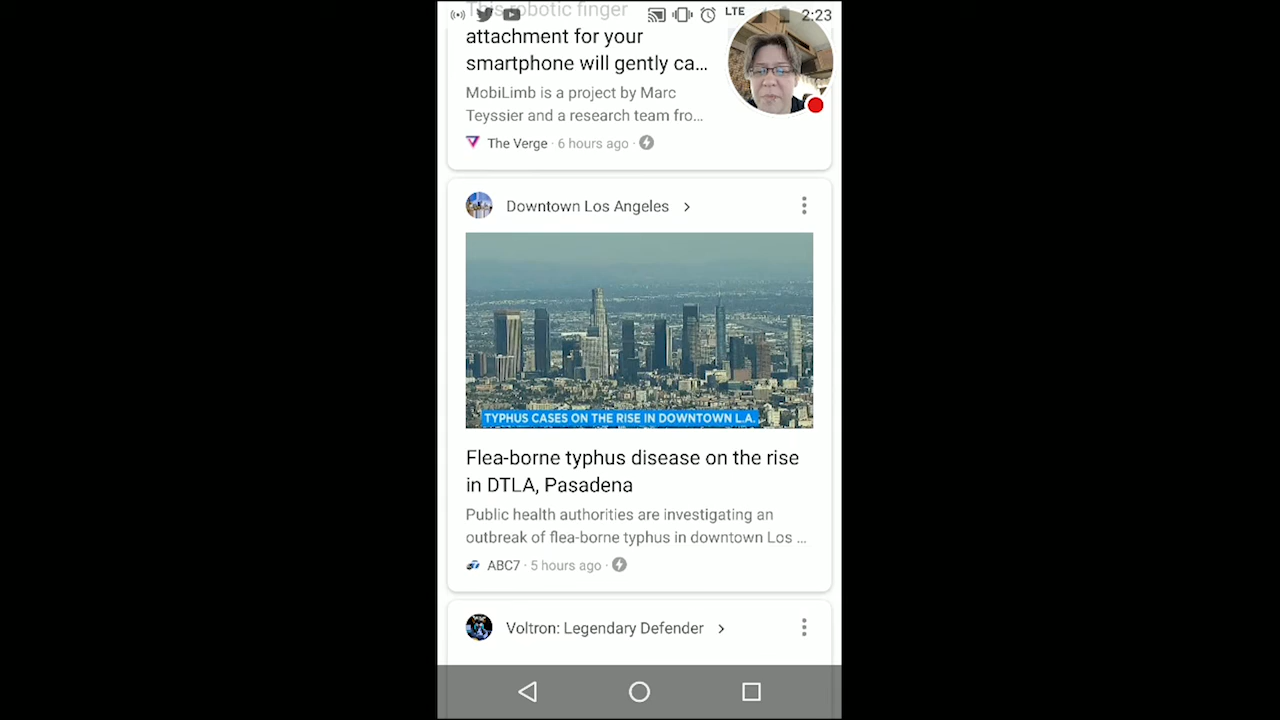 This robotic finger
LTE
2:23
attachment for your
smartphone will gently ca...
MobiLimb is a project by Marc
Teyssier and a research team fro...
The Verge · 6 hours ago ·
Downtown Los Angeles >
TYPHUS CASES ON THE RISE IN DOWNTOWN L.A.
Flea-borne typhus disease on the rise
in DTLA, Pasadena
Public health authorities are investigating an
outbreak of flea-borne typhus in downtown Los ...
ABC7 · 5 hours ago ·
Voltron: Legendary Defender >